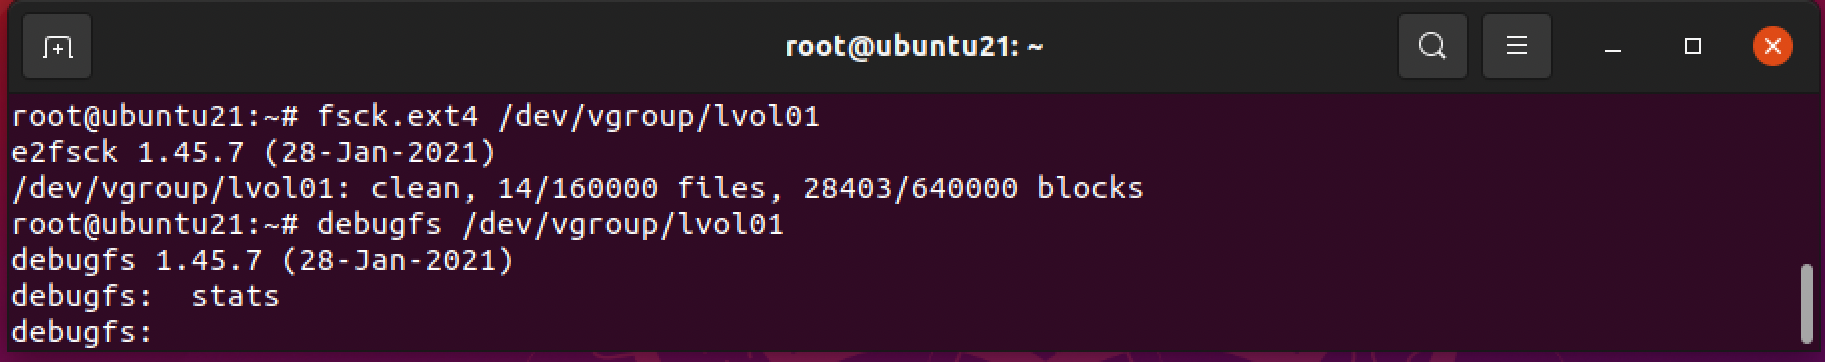 root@ubuntu21: ~
root@ubuntu21:~# fsck.ext4 /dev/vgroup/lvol01
e2fsck 1.45.7 (28-Jan-2021)
/dev/vgroup/lvol01: clean, 14/160000 files, 28403/640000 blocks
root@ubuntu21:~# debugfs /dev/vgroup/lvol01
debugfs 1.45.7 (28-Jan-2021)
debugfs:  stats
debugfs: